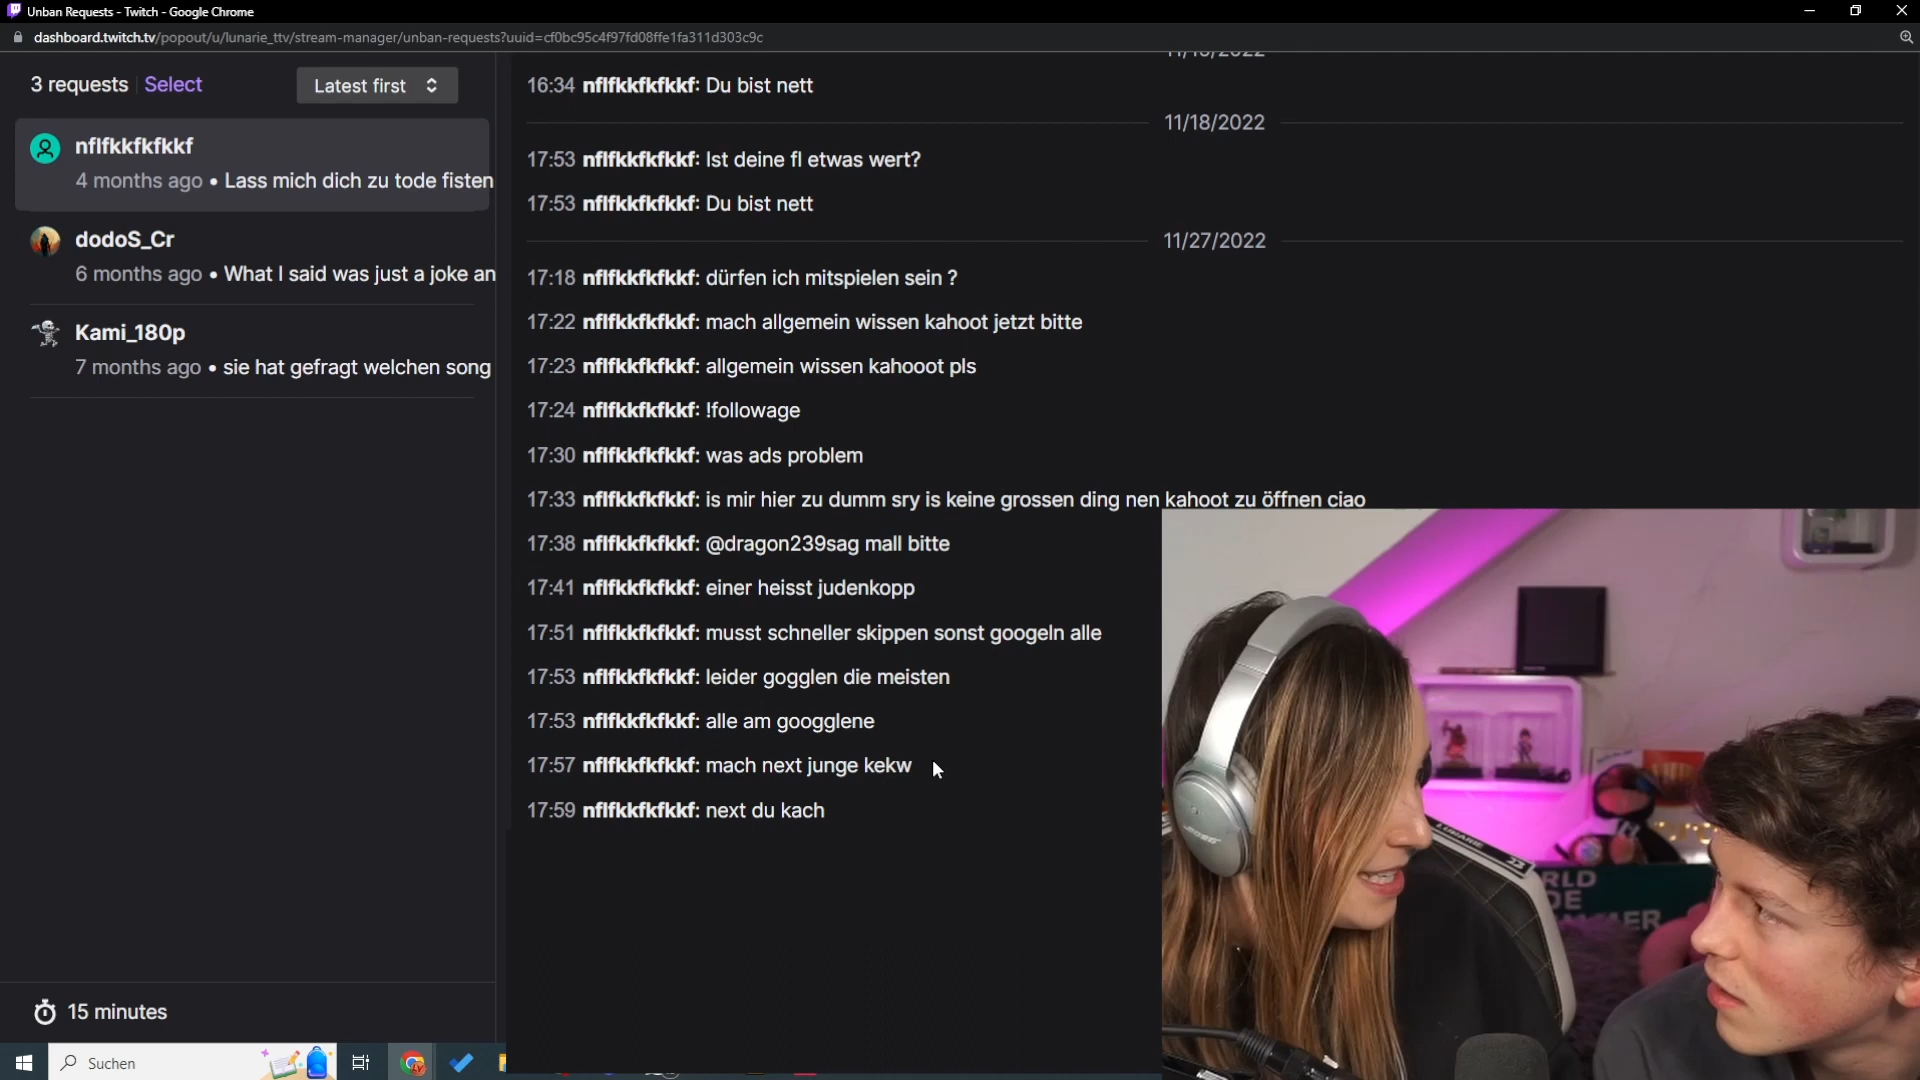 Unban Requests - Twitch - Google Chrome
dashboard.twitch.tv/popout/u/lunarie_ttv/stream-manager/unban-requests?uuid=cf0bc95c4f97fd08ffe1fa311d303c9c
3 requests Select Latest first
nflfkkfkfkkf
4 months ago • Lass mich dich zu tode fisten
dodoS_Cr
6 months ago • What I said was just a joke an
Kami_180p
7 months ago • sie hat gefragt welchen song
15 minutes
Suchen
16:34 nflfkkfkfkkf: Du bist nett
11/18/2022
17:53 nflfkkfkfkkf: Ist deine fl etwas wert?
17:53 nflfkkfkfkkf: Du bist nett
11/27/2022
17:18 nflfkkfkfkkf: dürfen ich mitspielen sein ?
17:22 nflfkkfkfkkf: mach allgemein wissen kahoot jetzt bitte
17:23 nflfkkfkfkkf: allgemein wissen kahooot pls
17:24 nflfkkfkfkkf: !followage
17:30 nflfkkfkfkkf: was ads problem
17:33 nflfkkfkfkkf: is mir hier zu dumm sry is keine grossen ding nen kahoot zu öffnen ciao
17:38 nflfkkfkfkkf: @dragon239sag mall bitte
17:41 nflfkkfkfkkf: einer heisst judenkopp
17:51 nflfkkfkfkkf: musst schneller skippen sonst googeln alle
17:53 nflfkkfkfkkf: leider gogglen die meisten
17:53 nflfkkfkfkkf: alle am googglene
17:57 nflfkkfkfkkf: mach next junge kekw
17:59 nflfkkfkfkkf: next du kach
BOSE
LUNARIE 23